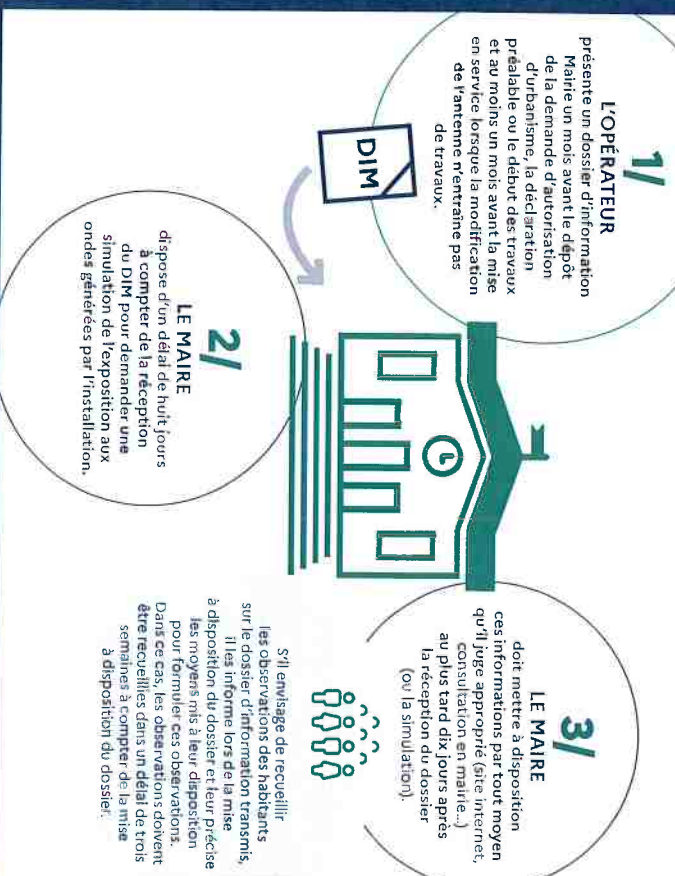 1/
L'OPÉRATEUR
présente un dossier d'information
Mairie un mois avant le dépôt
de la demande d'autorisation
d'urbanisme, la déclaration
préalable ou le début des travaux
et au moins un mois avant la mise
en service lorsque la modification
de l'antenne n'entraîne pas
de travaux.
DIM
2/
LE MAIRE
dispose d'un délai de huit jours
à compter de la réception
du DIM pour demander une
simulation de l'exposition aux
ondes générées par l'installation.
3/
LE MAIRE
doit mettre à disposition
ces informations par tout moyen
qu'il juge approprié (site internet,
consultation en mairie...)
au plus tard dix jours après
la réception du dossier
(ou la simulation).
S'il envisage de recueillir
les observations des habitants
sur le dossier d'information transmis,
il les informe lors de la mise
à disposition du dossier et leur précise
les moyens mis à leur disposition
pour formuler ces observations.
Dans ce cas, les observations doivent
être recueillies dans un délai de trois
semaines à compter de la mise
à disposition du dossier.